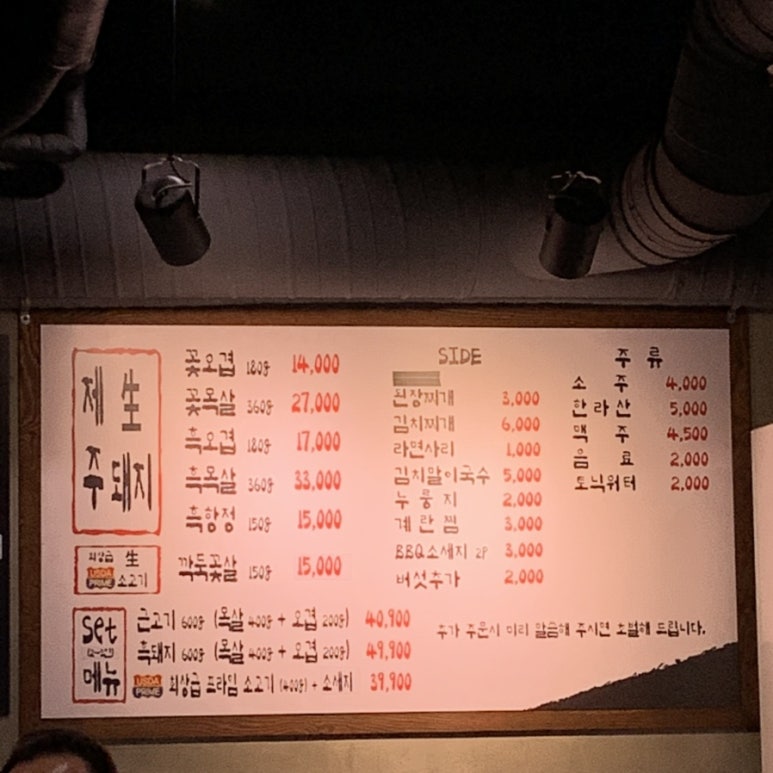 제 生
주돼지
꽃오겹 180g 14,000
꽃목살 360g 27,000
흑오겹 180g 17,000
흑목살 360g 33,000
흑항정 150g 15,000
최상급 生
USDA PRIME 소고기
깍둑꽃살 150g 15,000
Set
메뉴
근고기 600g (목살 400g + 오겹 200g) 40,900
흑돼지 600g (목살 400g + 오겹 200g) 49,900
USDA PRIME 최상급 프라임 소고기 (400g) + 소세지 39,900
SIDE
된장찌개 3,000
김치찌개 6,000
라면사리 1,000
김치말이국수 5,000
누룽지 2,000
계란찜 3,000
BBQ소세지 2P 3,000
버섯추가 2,000
주 류
소 주 4,000
한라산 5,000
맥 주 4,500
음 료 2,000
토닉워터 2,000
추가 주문시 미리 말씀해 주시면 초벌해 드립니다.